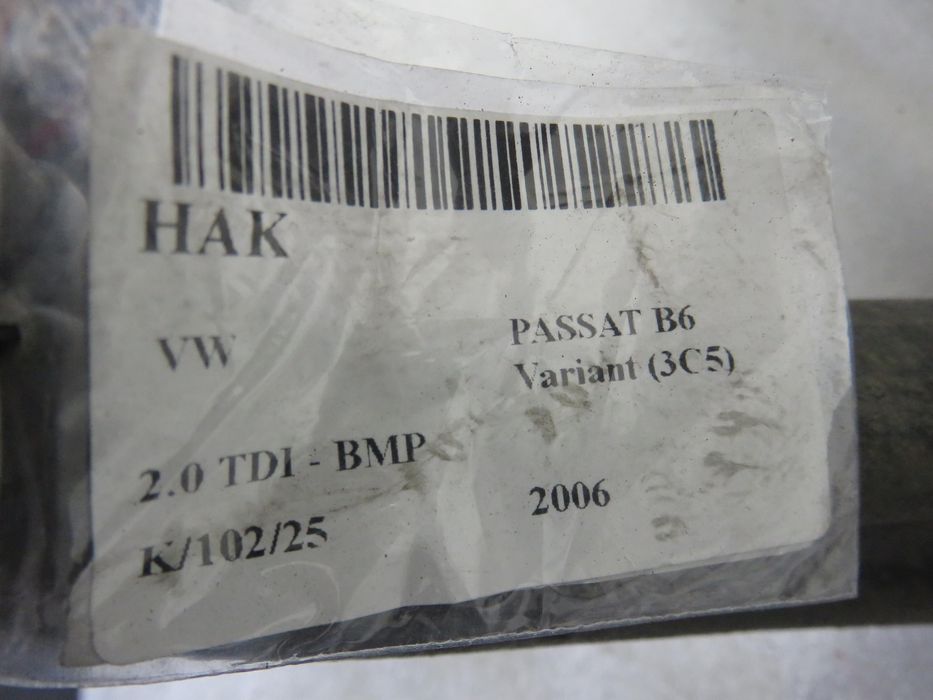 HAK
VW
PASSAT B6
Variant (3C5)
2.0 TDI - BMP
2006
K/102/25